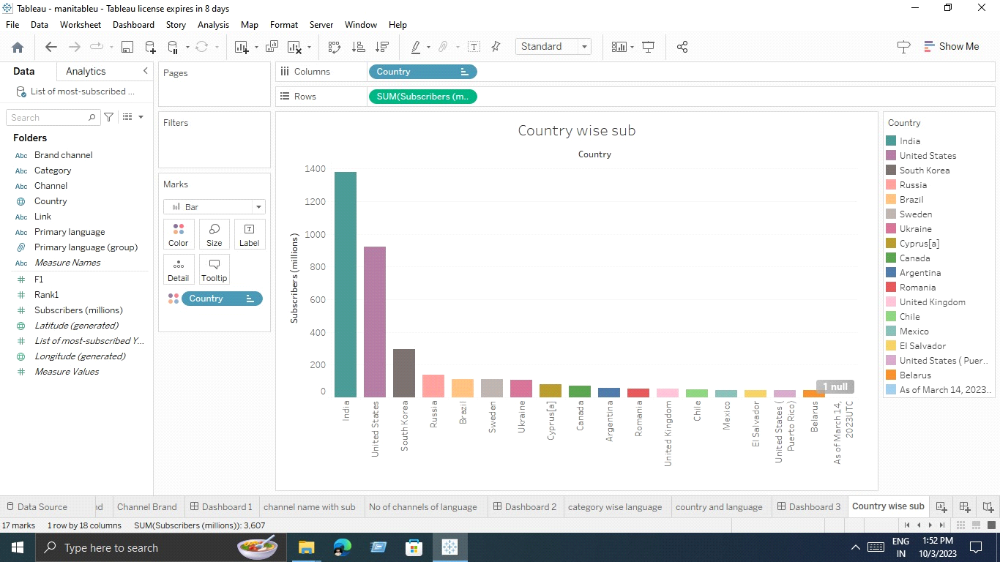 Tableau - manitableu - Tableau license expires in 8 days
File Data Worksheet Dashboard Story Analysis Map Format Server Window Help
Standard
Show Me
Data Analytics
List of most-subscribed ...
Search
Folders
Abc Brand channel
Abc Category
Abc Channel
Country
Abc Link
Abc Primary language
Primary language (group)
Abc Measure Names
F1
Rank1
Subscribers (millions)
Latitude (generated)
List of most-subscribed Y...
Longitude (generated)
Measure Values
Pages
Filters
Marks
Bar
Color Size Label
Detail Tooltip
Country
Columns Country
Rows SUM(Subscribers (m..
Country wise sub
Country
Subscribers (millions)
1400
1200
1000
800
600
400
200
0
1 null
India
United States
South Korea
Russia
Brazil
Sweden
Ukraine
Cyprus[a]
Canada
Argentina
Romania
United Kingdom
Chile
Mexico
El Salvador
United States (
Puerto Rico)
Belarus
As of March 14,
2023UTC
Country
India
United States
South Korea
Russia
Brazil
Sweden
Ukraine
Cyprus[a]
Canada
Argentina
Romania
United Kingdom
Chile
Mexico
El Salvador
United States ( Puer..
Belarus
As of March 14, 2023..
Data Source nd Channel Brand Dashboard 1 channel name with sub No of channels of language Dashboard 2 category wise language country and language Dashboard 3 Country wise sub
17 marks 1 row by 18 columns SUM(Subscribers (millions)): 3,607
Type here to search
ENG
IN
1:52 PM
10/3/2023